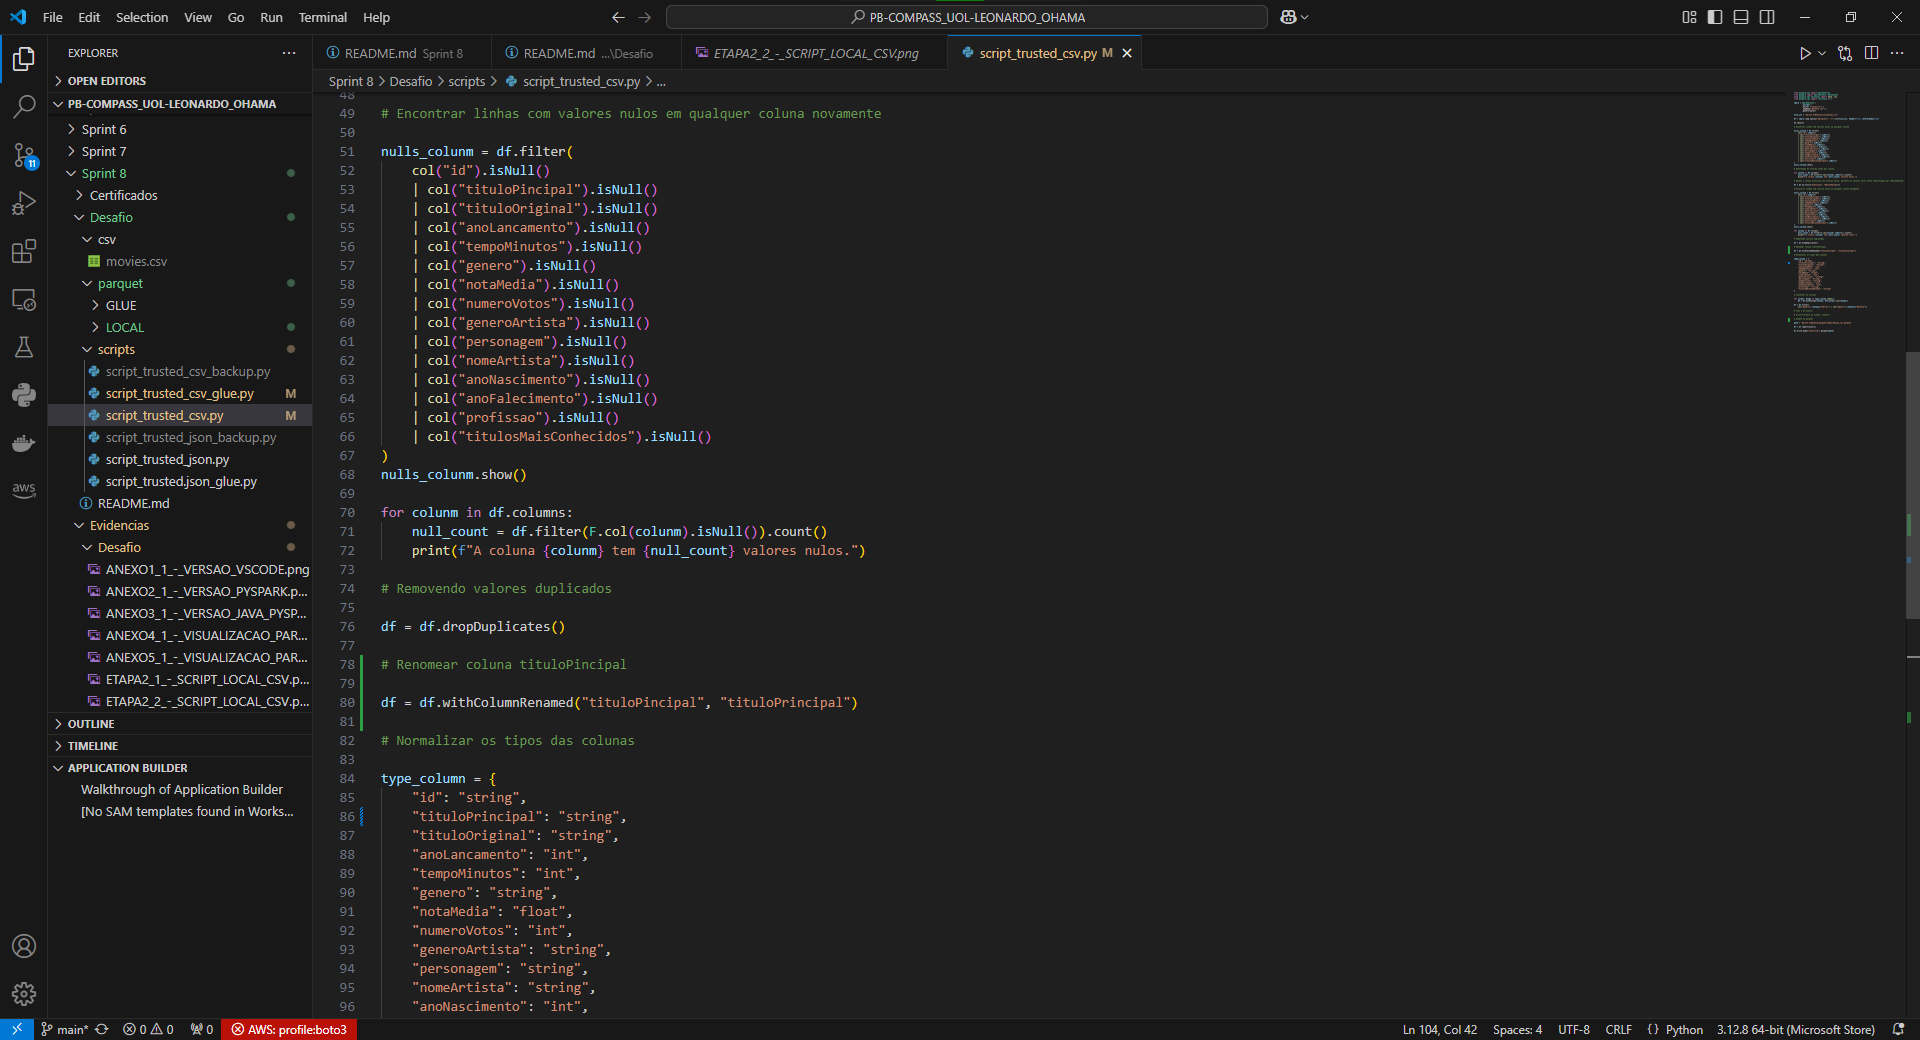 File Edit Selection View Go Run Terminal Help
PB-COMPASS_UOL-LEONARDO_OHAMA
EXPLORER
OPEN EDITORS
PB-COMPASS_UOL-LEONARDO_OHAMA
Sprint 6
Sprint 7
Sprint 8
Certificados
Desafio
csv
movies.csv
parquet
GLUE
LOCAL
scripts
script_trusted_csv_backup.py
script_trusted_csv_glue.py M
script_trusted_csv.py M
script_trusted_json_backup.py
script_trusted_json.py
script_trusted.json_glue.py
README.md
Evidencias
Desafio
ANEXO1_1_-_VERSAO_VSCODE.png
ANEXO2_1_-_VERSAO_PYSPARK.p...
ANEXO3_1_-_VERSAO_JAVA_PYSP...
ANEXO4_1_-_VISUALIZACAO_PAR...
ANEXO5_1_-_VISUALIZACAO_PAR...
ETAPA2_1_-_SCRIPT_LOCAL_CSV.p...
ETAPA2_2_-_SCRIPT_LOCAL_CSV.p...
OUTLINE
TIMELINE
APPLICATION BUILDER
Walkthrough of Application Builder
[No SAM templates found in Works...
11
aws
README.md Sprint 8
README.md ...\Desafio
ETAPA2_2_-_SCRIPT_LOCAL_CSV.png
script_trusted_csv.py M
Sprint 8 > Desafio > scripts > script_trusted_csv.py > ...
48
49 # Encontrar linhas com valores nulos em qualquer coluna novamente
50
51 nulls_colunm = df.filter(
52 col("id").isNull()
53 | col("tituloPincipal").isNull()
54 | col("tituloOriginal").isNull()
55 | col("anoLancamento").isNull()
56 | col("tempoMinutos").isNull()
57 | col("genero").isNull()
58 | col("notaMedia").isNull()
59 | col("numeroVotos").isNull()
60 | col("generoArtista").isNull()
61 | col("personagem").isNull()
62 | col("nomeArtista").isNull()
63 | col("anoNascimento").isNull()
64 | col("anoFalecimento").isNull()
65 | col("profissao").isNull()
66 | col("titulosMaisConhecidos").isNull()
67 )
68 nulls_colunm.show()
69
70 for colunm in df.columns:
71 null_count = df.filter(F.col(colunm).isNull()).count()
72 print(f"A coluna {colunm} tem {null_count} valores nulos.")
73
74 # Removendo valores duplicados
75
76 df = df.dropDuplicates()
77
78 # Renomear coluna tituloPincipal
79
80 df = df.withColumnRenamed("tituloPincipal", "tituloPrincipal")
81
82 # Normalizar os tipos das colunas
83
84 type_column = {
85 "id": "string",
86 "tituloPrincipal": "string",
87 "tituloOriginal": "string",
88 "anoLancamento": "int",
89 "tempoMinutos": "int",
90 "genero": "string",
91 "notaMedia": "float",
92 "numeroVotos": "int",
93 "generoArtista": "string",
94 "personagem": "string",
95 "nomeArtista": "string",
96 "anoNascimento": "int",
main* 0 0 0 AWS: profile:boto3
Ln 104, Col 42 Spaces: 4 UTF-8 CRLF {} Python 3.12.8 64-bit (Microsoft Store)